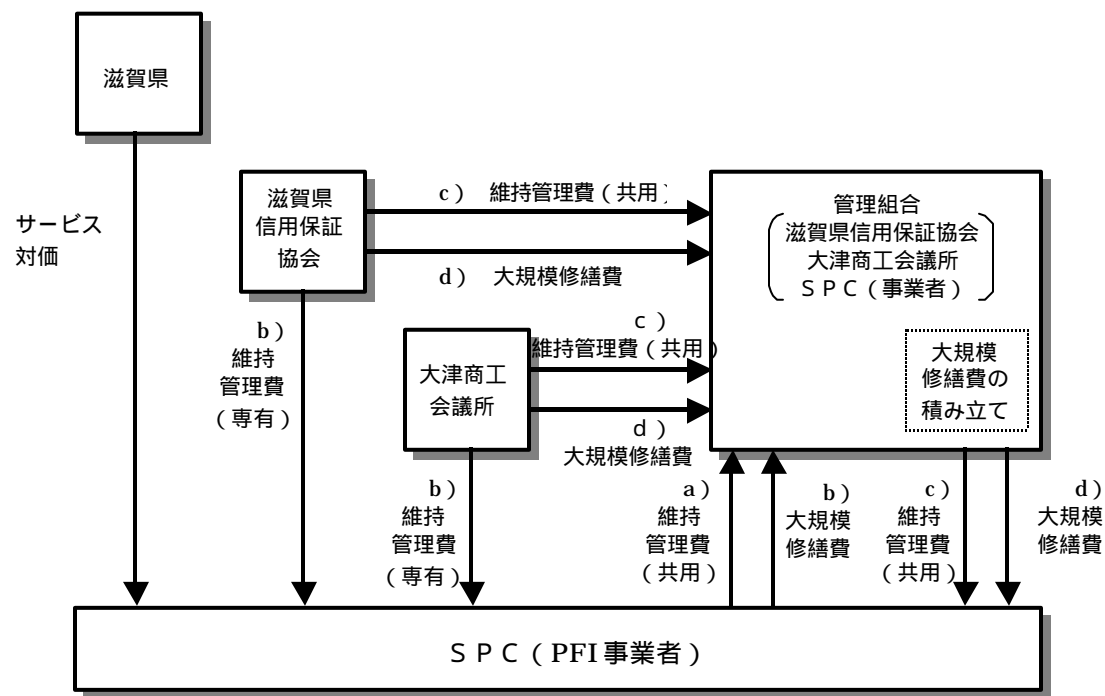 滋賀県
サービス
対価
滋賀県
信用保証
協会
c） 維持管理費（共用）
d） 大規模修繕費
管理組合
滋賀県信用保証協会
大津商工会議所
ＳＰＣ（事業者）
大規模
修繕費の
積み立て
b）
維持
管理費
（専有）
大津商工
会議所
ｃ）
維持管理費（共用）
ｄ）
大規模修繕費
b）
維持
管理費
（専有）
a）
維持
管理費
（共用）
b）
大規模
修繕費
c）
維持
管理費
（共用）
d）
大規模
修繕費
ＳＰＣ（PFI事業者）